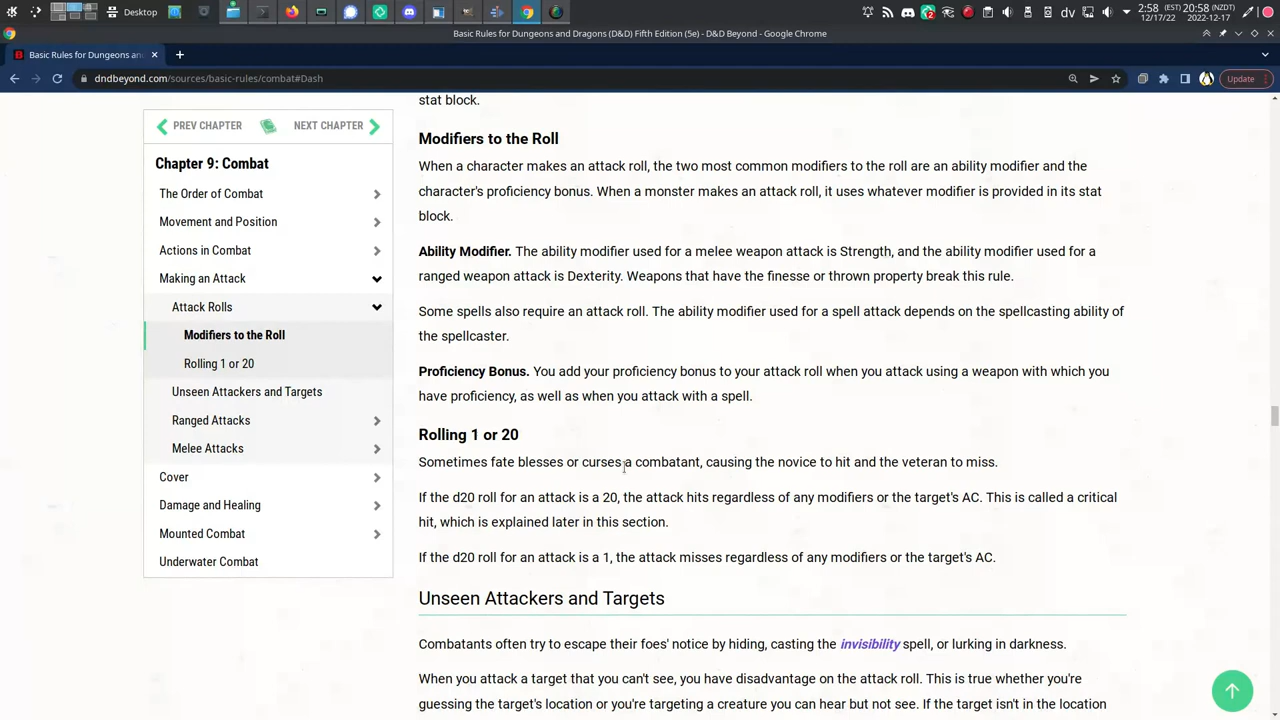 Desktop
2
dv
2:58 (EST) 20:58 (NZDT)
12/17/22 2022-12-17
Basic Rules for Dungeons and Dragons (D&D) Fifth Edition (5e) - D&D Beyond - Google Chrome
Basic Rules for Dungeons an
dndbeyond.com/sources/basic-rules/combat#Dash
Update
PREV CHAPTER
NEXT CHAPTER
Chapter 9: Combat
The Order of Combat
Movement and Position
Actions in Combat
Making an Attack
Attack Rolls
Modifiers to the Roll
Rolling 1 or 20
Unseen Attackers and Targets
Ranged Attacks
Melee Attacks
Cover
Damage and Healing
Mounted Combat
Underwater Combat
stat block.
Modifiers to the Roll
When a character makes an attack roll, the two most common modifiers to the roll are an ability modifier and the
character's proficiency bonus. When a monster makes an attack roll, it uses whatever modifier is provided in its stat
block.
Ability Modifier. The ability modifier used for a melee weapon attack is Strength, and the ability modifier used for a
ranged weapon attack is Dexterity. Weapons that have the finesse or thrown property break this rule.
Some spells also require an attack roll. The ability modifier used for a spell attack depends on the spellcasting ability of
the spellcaster.
Proficiency Bonus. You add your proficiency bonus to your attack roll when you attack using a weapon with which you
have proficiency, as well as when you attack with a spell.
Rolling 1 or 20
Sometimes fate blesses or curses a combatant, causing the novice to hit and the veteran to miss.
If the d20 roll for an attack is a 20, the attack hits regardless of any modifiers or the target's AC. This is called a critical
hit, which is explained later in this section.
If the d20 roll for an attack is a 1, the attack misses regardless of any modifiers or the target's AC.
Unseen Attackers and Targets
Combatants often try to escape their foes' notice by hiding, casting the invisibility spell, or lurking in darkness.
When you attack a target that you can't see, you have disadvantage on the attack roll. This is true whether you're
guessing the target's location or you're targeting a creature you can hear but not see. If the target isn't in the location